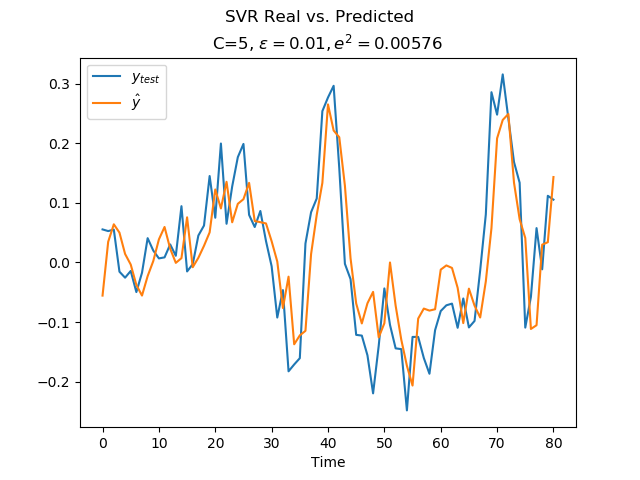 SVR Real vs. Predicted
C=5, ε = 0.01, e² = 0.00576
y_test
ŷ
0.3
0.2
0.1
0.0
−0.1
−0.2
0 10 20 30 40 50 60 70 80
Time